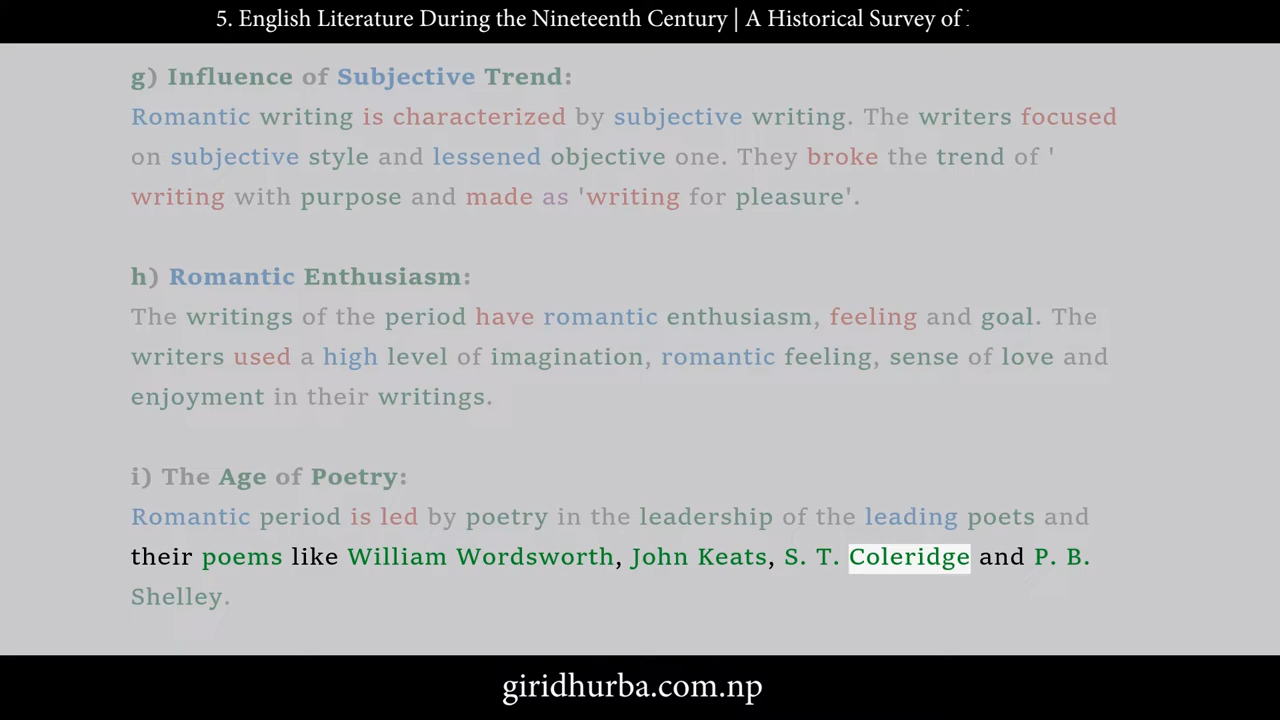 5. English Literature During the Nineteenth Century | A Historical Survey of
g) Influence of Subjective Trend:
Romantic writing is characterized by subjective writing. The writers focused
on subjective style and lessened objective one. They broke the trend of '
writing with purpose and made as 'writing for pleasure'.
h) Romantic Enthusiasm:
The writings of the period have romantic enthusiasm, feeling and goal. The
writers used a high level of imagination, romantic feeling, sense of love and
enjoyment in their writings.
i) The Age of Poetry:
Romantic period is led by poetry in the leadership of the leading poets and
their poems like William Wordsworth, John Keats, S. T. Coleridge and P. B.
Shelley.
giridhurba.com.np